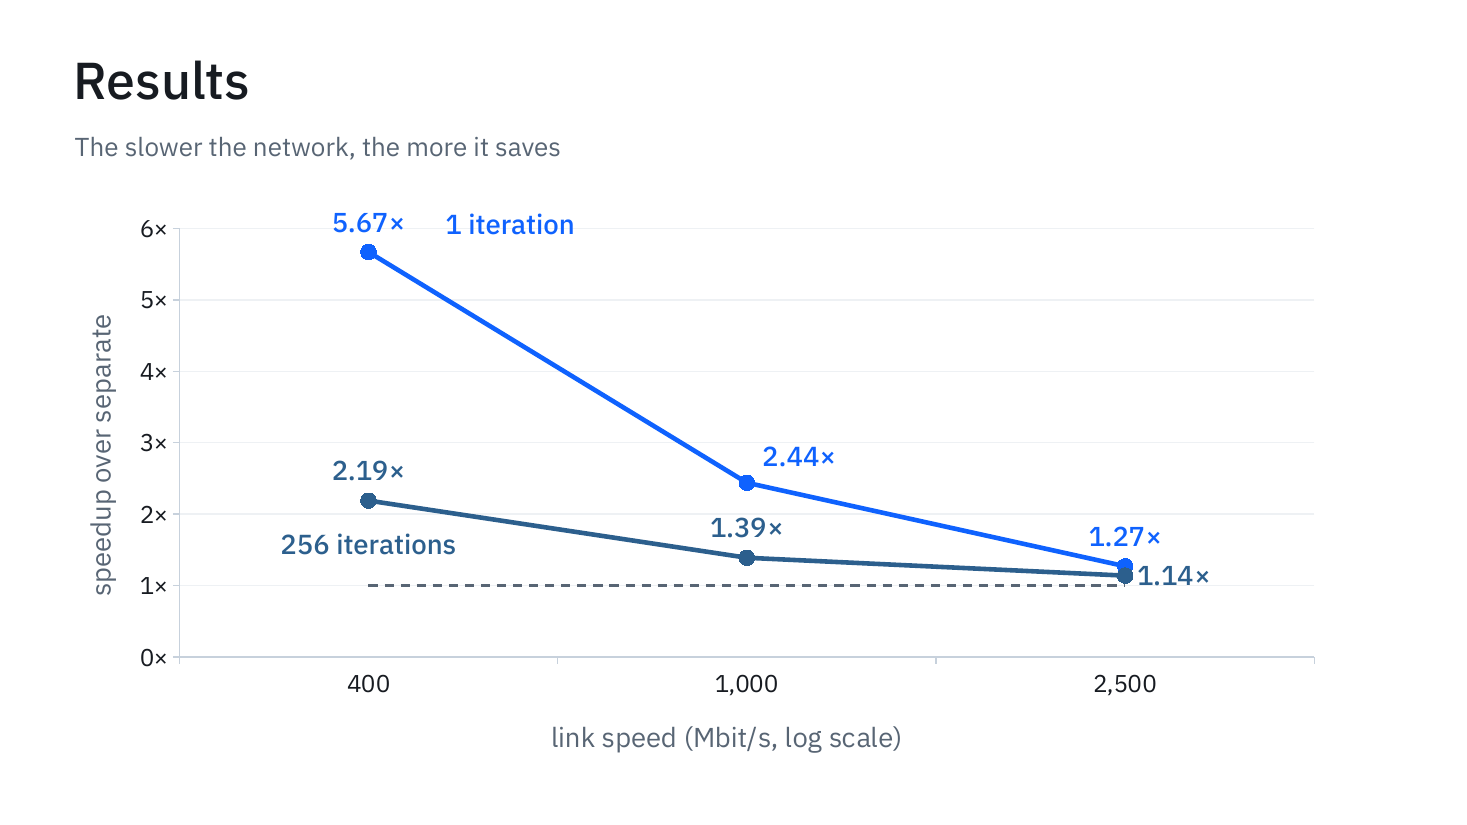 Results
The slower the network, the more it saves
5.67×
1 iteration
6×
5×
4×
3×
2×
1×
0×
speedup over separate
2.44×
2.19×
1.39×
256 iterations
1.27×
1.14×
400
1,000
2,500
link speed (Mbit/s, log scale)